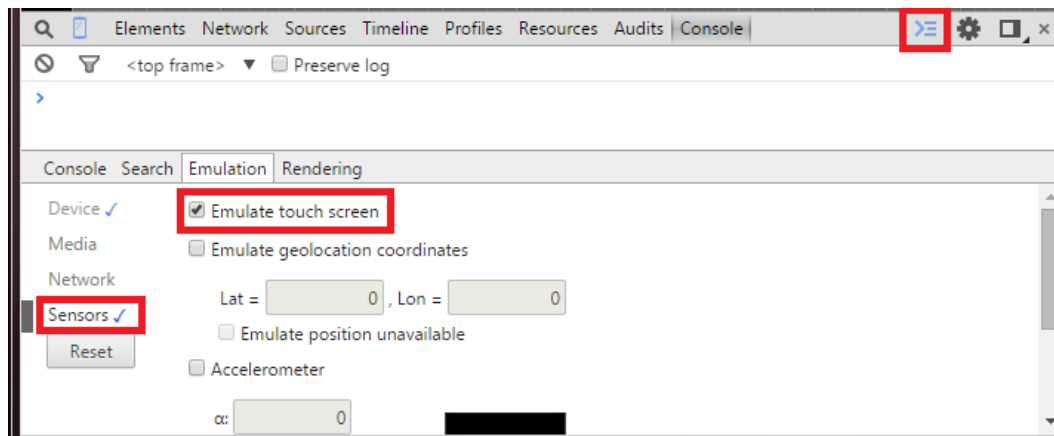 Elements Network Sources Timeline Profiles Resources Audits Console
<top frame> ▼ Preserve log
Console Search Emulation Rendering
Device ✓
Emulate touch screen
Media
Emulate geolocation coordinates
Network
Lat = 0 , Lon = 0
Sensors ✓
Emulate position unavailable
Reset
Accelerometer
α: 0